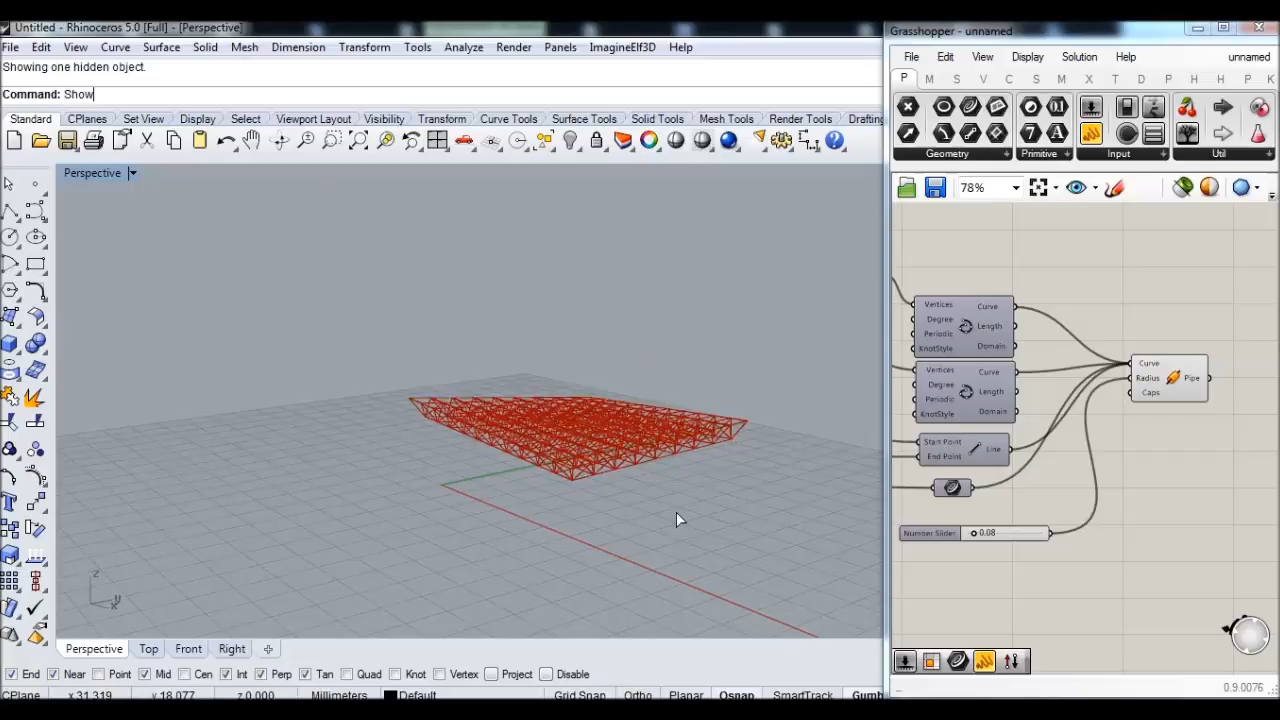 Untitled - Rhinoceros 5.0 [Full] - [Perspective]
File Edit View Curve Surface Solid Mesh Dimension Transform Tools Analyze Render Panels ImagineElf3D Help
Showing one hidden object.
Command: Show
Standard CPlanes Set View Display Select Viewport Layout Visibility Transform Curve Tools Surface Tools Solid Tools Mesh Tools Render Tools Drafting
Perspective
z
y
x
Perspective Top Front Right
End Near Point Mid Cen Int Perp Tan Quad Knot Vertex Project Disable
CPlane x 31.319 y 18.077 z 0.000 Millimeters Default Grid Snap Ortho Planar Osnap SmartTrack Gumb
Grasshopper - unnamed
File Edit View Display Solution Help unnamed
P M S V C S M X T D P H H P K
Geometry Primitive Input Util
78%
Vertices Curve
Degree Length
Periodic
KnotStyle Domain
Vertices Curve
Degree Length
Periodic
KnotStyle Domain
Start Point Line
End Point
Number Slider 0.08
Curve
Radius Pipe
Caps
0.9.0076